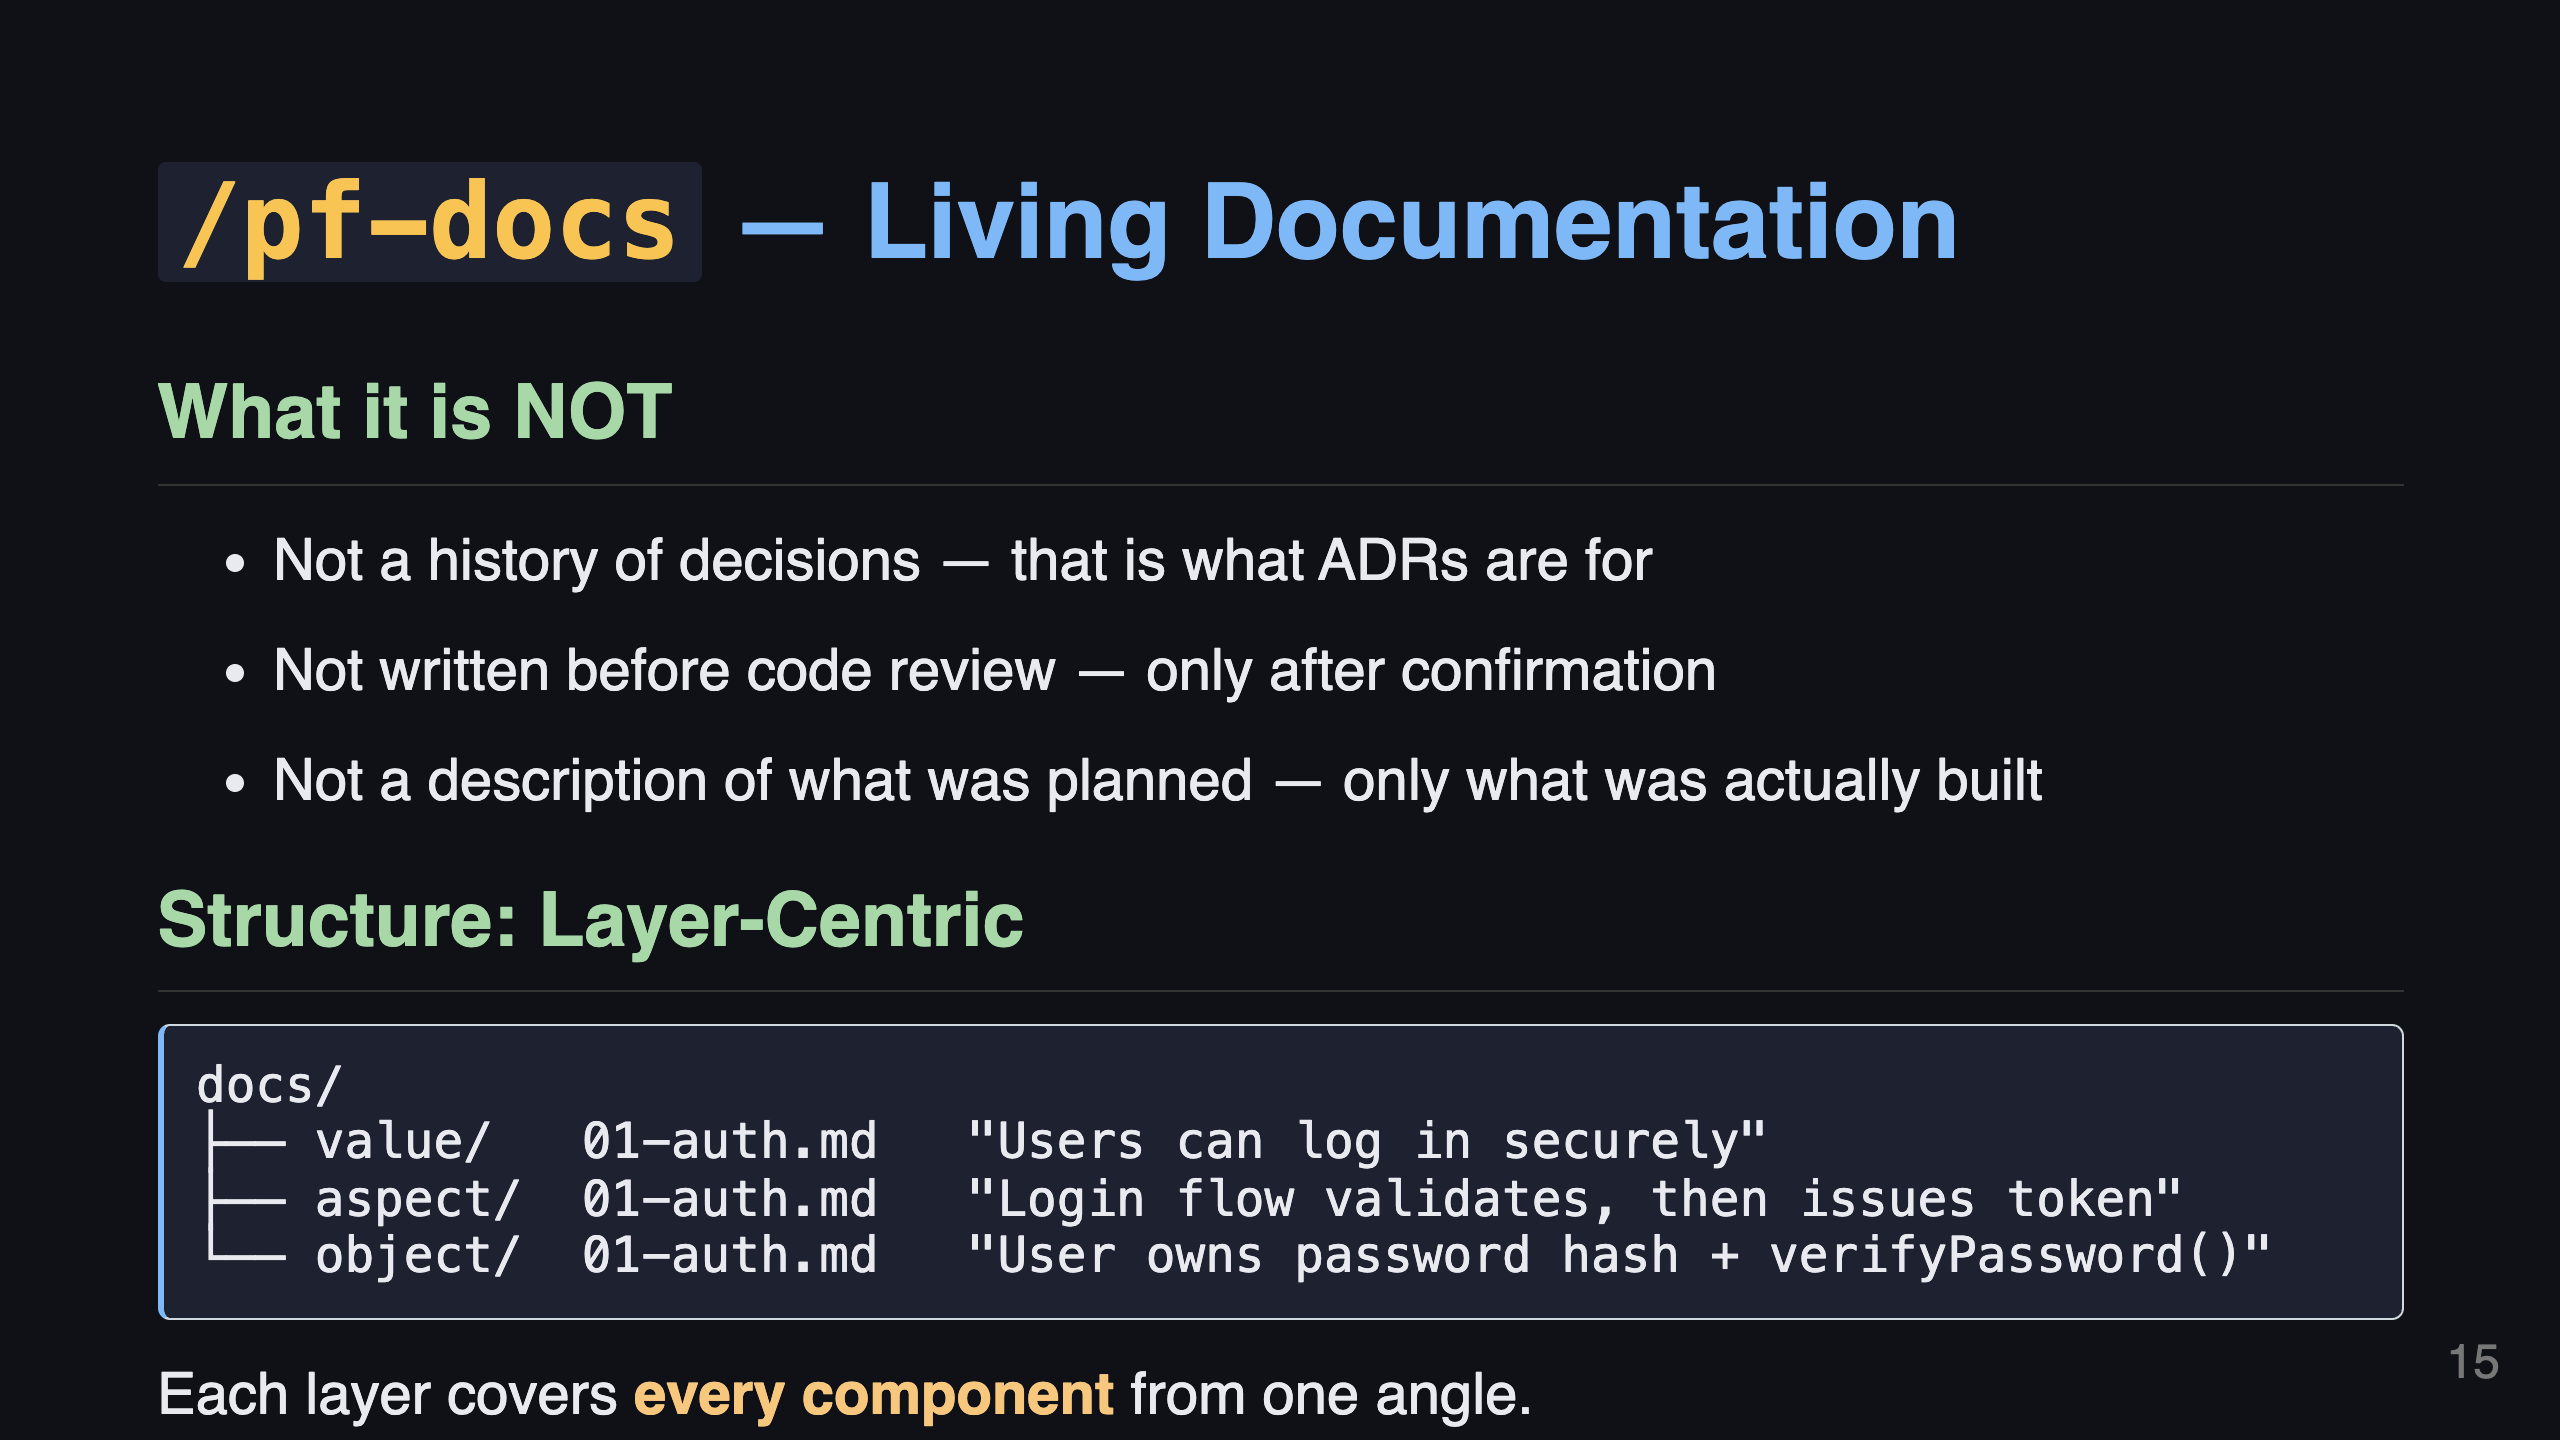 /pf-docs — Living Documentation
What it is NOT
• Not a history of decisions — that is what ADRs are for
• Not written before code review — only after confirmation
• Not a description of what was planned — only what was actually built
Structure: Layer-Centric
docs/
├── value/   01-auth.md   "Users can log in securely"
├── aspect/  01-auth.md   "Login flow validates, then issues token"
└── object/  01-auth.md   "User owns password hash + verifyPassword()"
Each layer covers every component from one angle.
15